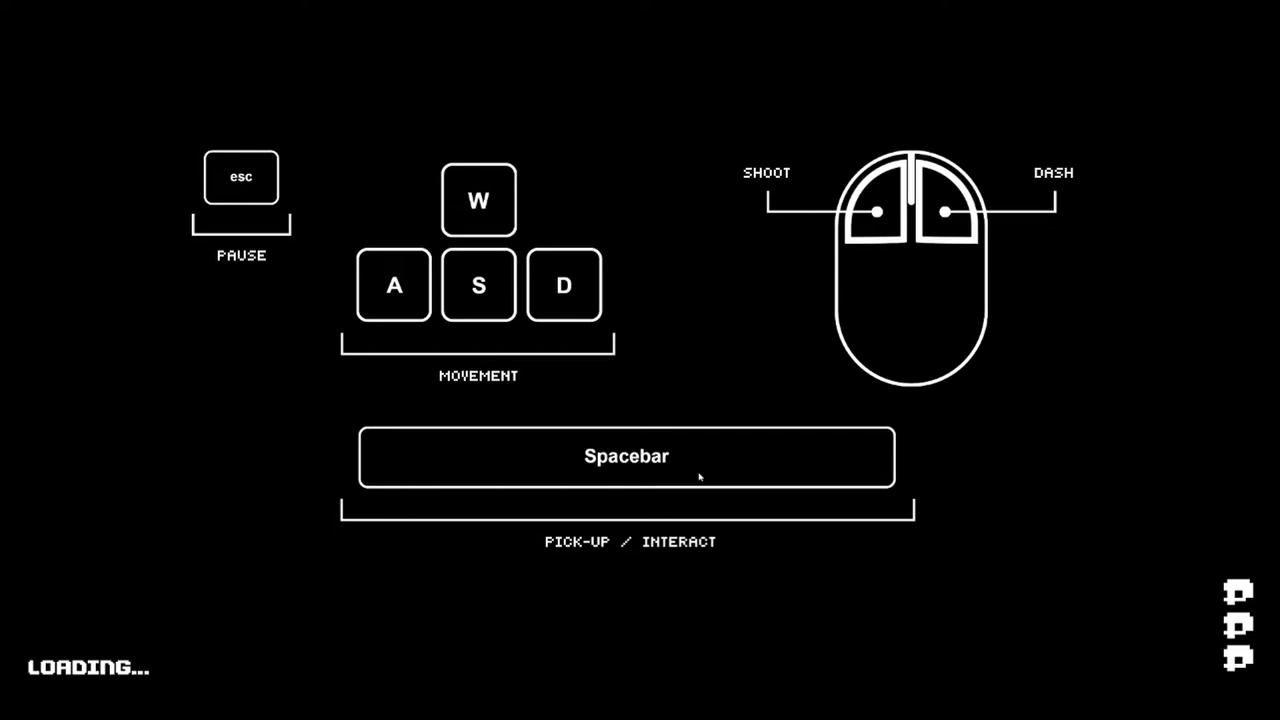 esc
PAUSE
W
A S D
MOVEMENT
SHOOT
DASH
Spacebar
PICK-UP / INTERACT
LOADING...